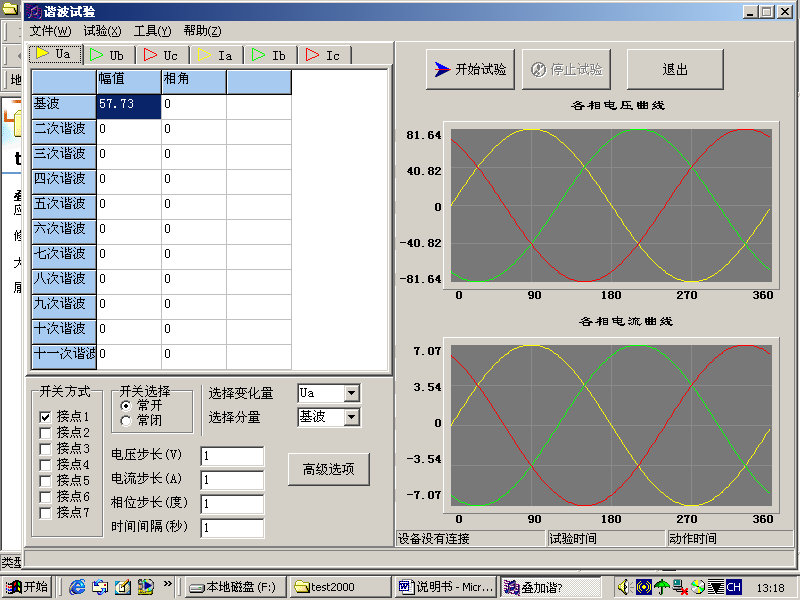 谐波试验
文件(W) 试验(X) 工具(Y) 帮助(Z)
Ua Ub Uc Ia Ib Ic
幅值 相角
基波 57.73 0
二次谐波 0 0
三次谐波 0 0
四次谐波 0 0
五次谐波 0 0
六次谐波 0 0
七次谐波 0 0
八次谐波 0 0
九次谐波 0 0
十次谐波 0 0
十一次谐波 0 0
开始试验 停止试验 退出
各相电压曲线
81.64
40.82
0
-40.82
-81.64
0 90 180 270 360
各相电流曲线
7.07
3.54
0
-3.54
-7.07
0 90 180 270 360
开关方式
接点1
接点2
接点3
接点4
接点5
接点6
接点7
开关选择
常开
常闭
选择变化量 Ua
选择分量 基波
电压步长(V) 1
电流步长(A) 1
相位步长(度) 1
时间间隔(秒) 1
高级选项
设备没有连接 试验时间 动作时间
类型
开始 » 本地磁盘 (F:) test2000 说明书 - Micr... 叠加谐? CH 13:18